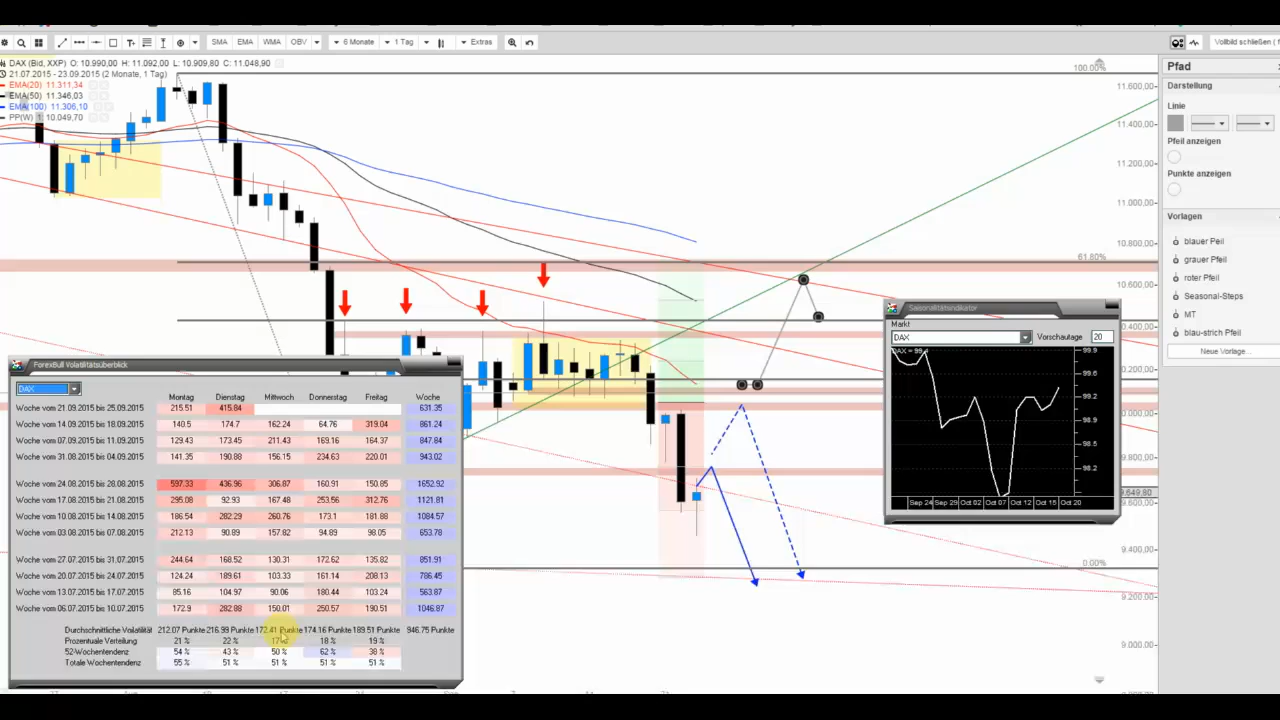 SMA EMA WMA OBV 6 Monate 1 Tag Extras Vollbild schließen
DAX (Bid, XXP) O: 10.990,00 H: 11.092,00 L: 10.909,80 C: 11.048,90
21.07.2015 - 23.09.2015 (2 Monate, 1 Tag)
EMA(20) 11.311,34
EMA(50) 11.346,03
EMA(100) 11.306,10
PP(W) 1: 10.049,70
100.00%
61.80%
0.00%
11.600,00
11.400,00
11.200,00
11.000,00
10.800,00
10.600,00
10.400,00
10.200,00
10.000,00
9.800,00
9.649,80
9.600,00
9.400,00
9.200,00
9.000,00
Pfad
Darstellung
Linie
Pfeil anzeigen
Punkte anzeigen
Vorlagen
blauer Peil
grauer Pfeil
roter Pfeil
Seasonal-Steps
MT
blau-strich Pfeil
Neue Vorlage...
Saisonalitätsindikator
Markt
DAX Vorschautage 20
DAX = 99.4
99.9
99.6
99.2
98.9
98.5
98.2
Sep 24 Sep 29 Oct 02 Oct 07 Oct 12 Oct 15 Oct 20
ForexBull Volatilitätsüberblick
DAX
Montag Dienstag Mittwoch Donnerstag Freitag Woche
Woche vom 21.09.2015 bis 25.09.2015 215.51 415.84 631.35
Woche vom 14.09.2015 bis 18.09.2015 140.5 174.7 162.24 64.76 319.04 861.24
Woche vom 07.09.2015 bis 11.09.2015 129.43 173.45 211.43 169.16 164.37 847.84
Woche vom 31.08.2015 bis 04.09.2015 141.35 190.88 156.15 234.63 220.01 943.02
Woche vom 24.08.2015 bis 28.08.2015 597.33 436.96 306.87 160.91 150.85 1652.92
Woche vom 17.08.2015 bis 21.08.2015 295.08 92.93 167.48 253.56 312.76 1121.81
Woche vom 10.08.2015 bis 14.08.2015 186.54 282.29 260.76 173.1 181.88 1084.57
Woche vom 03.08.2015 bis 07.08.2015 212.13 90.89 157.82 94.89 98.05 653.78
Woche vom 27.07.2015 bis 31.07.2015 244.64 168.52 130.31 172.62 135.82 851.91
Woche vom 20.07.2015 bis 24.07.2015 124.24 189.61 103.33 161.14 208.13 786.45
Woche vom 13.07.2015 bis 17.07.2015 85.16 104.97 90.06 180.44 103.24 563.87
Woche vom 06.07.2015 bis 10.07.2015 172.9 282.88 150.01 250.57 190.51 1046.87
Durchschnittliche Volatilität 212.07 Punkte 216.99 Punkte 172.41 Punkte 174.16 Punkte 189.51 Punkte 946.75 Punkte
Prozentuale Verteilung 21 % 22 % 17 % 18 % 19 %
52-Wochentendenz 54 % 43 % 50 % 62 % 38 %
Totale Wochentendenz 55 % 51 % 51 % 51 % 51 %